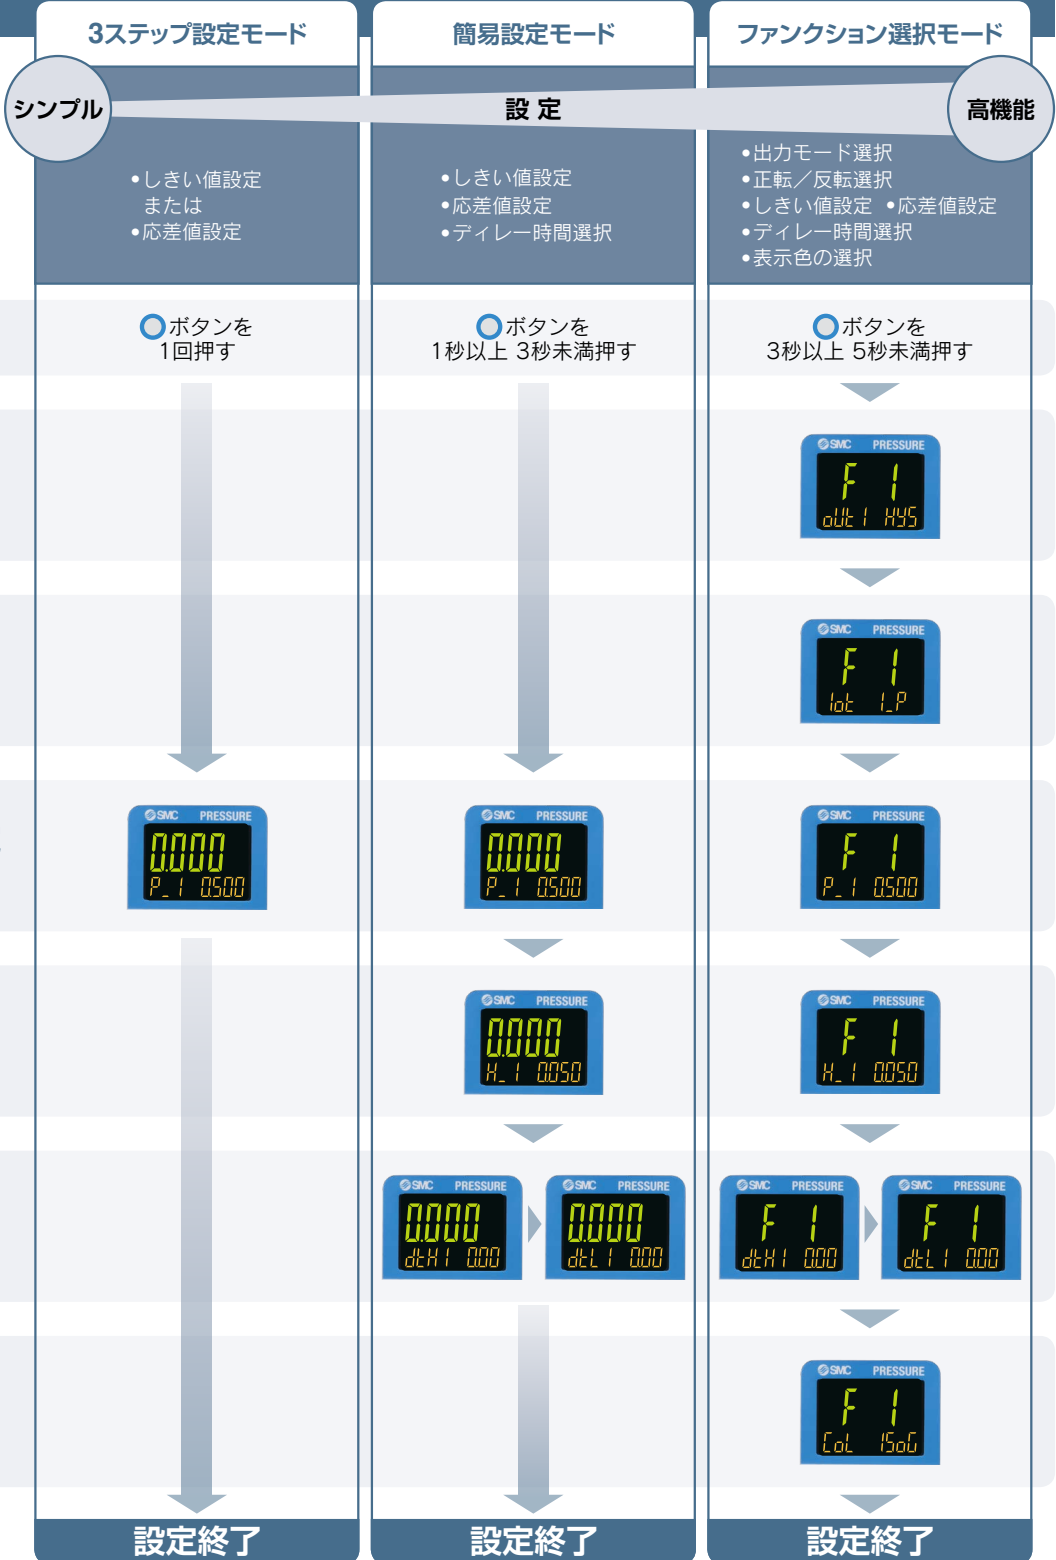 3ステップ設定モード
簡易設定モード
ファンクション選択モード
シンプル
設 定
高機能
•しきい値設定
または
•応差値設定
•しきい値設定
•応差値設定
•ディレー時間選択
•出力モード選択
•正転／反転選択
•しきい値設定 •応差値設定
•ディレー時間選択
•表示色の選択
ボタンを
1回押す
ボタンを
1秒以上 3秒未満押す
ボタンを
3秒以上 5秒未満押す
SMC PRESSURE
F 1
oUt1 HYS
SMC PRESSURE
F 1
1ot 1_P
SMC PRESSURE
0.000
P_1 0.500
SMC PRESSURE
0.000
P_1 0.500
SMC PRESSURE
F 1
P_1 0.500
SMC PRESSURE
0.000
H_1 0.050
SMC PRESSURE
F 1
H_1 0.050
SMC PRESSURE
0.000
dtH1 0.00
SMC PRESSURE
0.000
dtL1 0.00
SMC PRESSURE
F 1
dtH1 0.00
SMC PRESSURE
F 1
dtL1 0.00
SMC PRESSURE
F 1
CoL 1SoG
設定終了
設定終了
設定終了